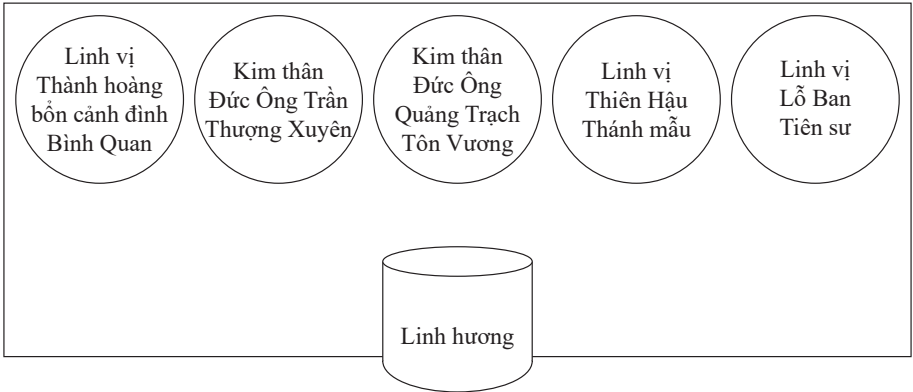 Linh vị
Thành hoàng
bổn cảnh đình
Bình Quan
Kim thân
Đức Ông Trần
Thượng Xuyên
Kim thân
Đức Ông
Quảng Trạch
Tôn Vương
Linh vị
Thiên Hậu
Thánh mẫu
Linh vị
Lỗ Ban
Tiên sư
Linh hương